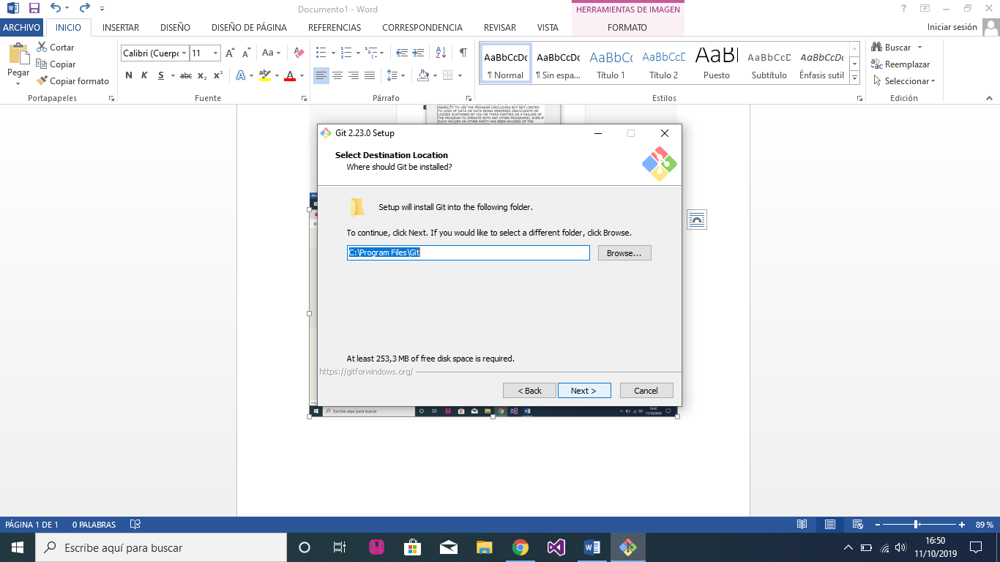 Documento1 - Word
HERRAMIENTAS DE IMAGEN
?
ARCHIVO INICIO INSERTAR DISEÑO DISEÑO DE PÁGINA REFERENCIAS CORRESPONDENCIA REVISAR VISTA FORMATO
Iniciar sesión
Pegar
Cortar
Copiar
Copiar formato
Portapapeles
Calibri (Cuerpo 11
N K S abc x₂ x²
Fuente
Párrafo
AaBbCcDc AaBbCcDc AaBbCc AaBbCcD AaBl AaBbCcD AaBbCcDc
¶ Normal ¶ Sin espa... Título 1 Título 2 Puesto Subtítulo Énfasis sutil
Estilos
Buscar
Reemplazar
Seleccionar
Edición
INABILITY TO USE THE PROGRAM (INCLUDING BUT NOT LIMITED
TO LOSS OF DATA OR DATA BEING RENDERED INACCURATE OR
LOSSES SUSTAINED BY YOU OR THIRD PARTIES OR A FAILURE OF
THE PROGRAM TO OPERATE WITH ANY OTHER PROGRAMS), EVEN IF
SUCH HOLDER OR OTHER PARTY HAS BEEN ADVISED OF THE
Git 2.23.0 Setup
Select Destination Location
Where should Git be installed?
Setup will install Git into the following folder.
To continue, click Next. If you would like to select a different folder, click Browse.
C:\Program Files\Git
Browse...
At least 253,3 MB of free disk space is required.
https://gitforwindows.org/
< Back Next > Cancel
Escribe aquí para buscar
16:42
11/10/2019
PÁGINA 1 DE 1 0 PALABRAS
89 %
Escribe aquí para buscar
16:50
11/10/2019